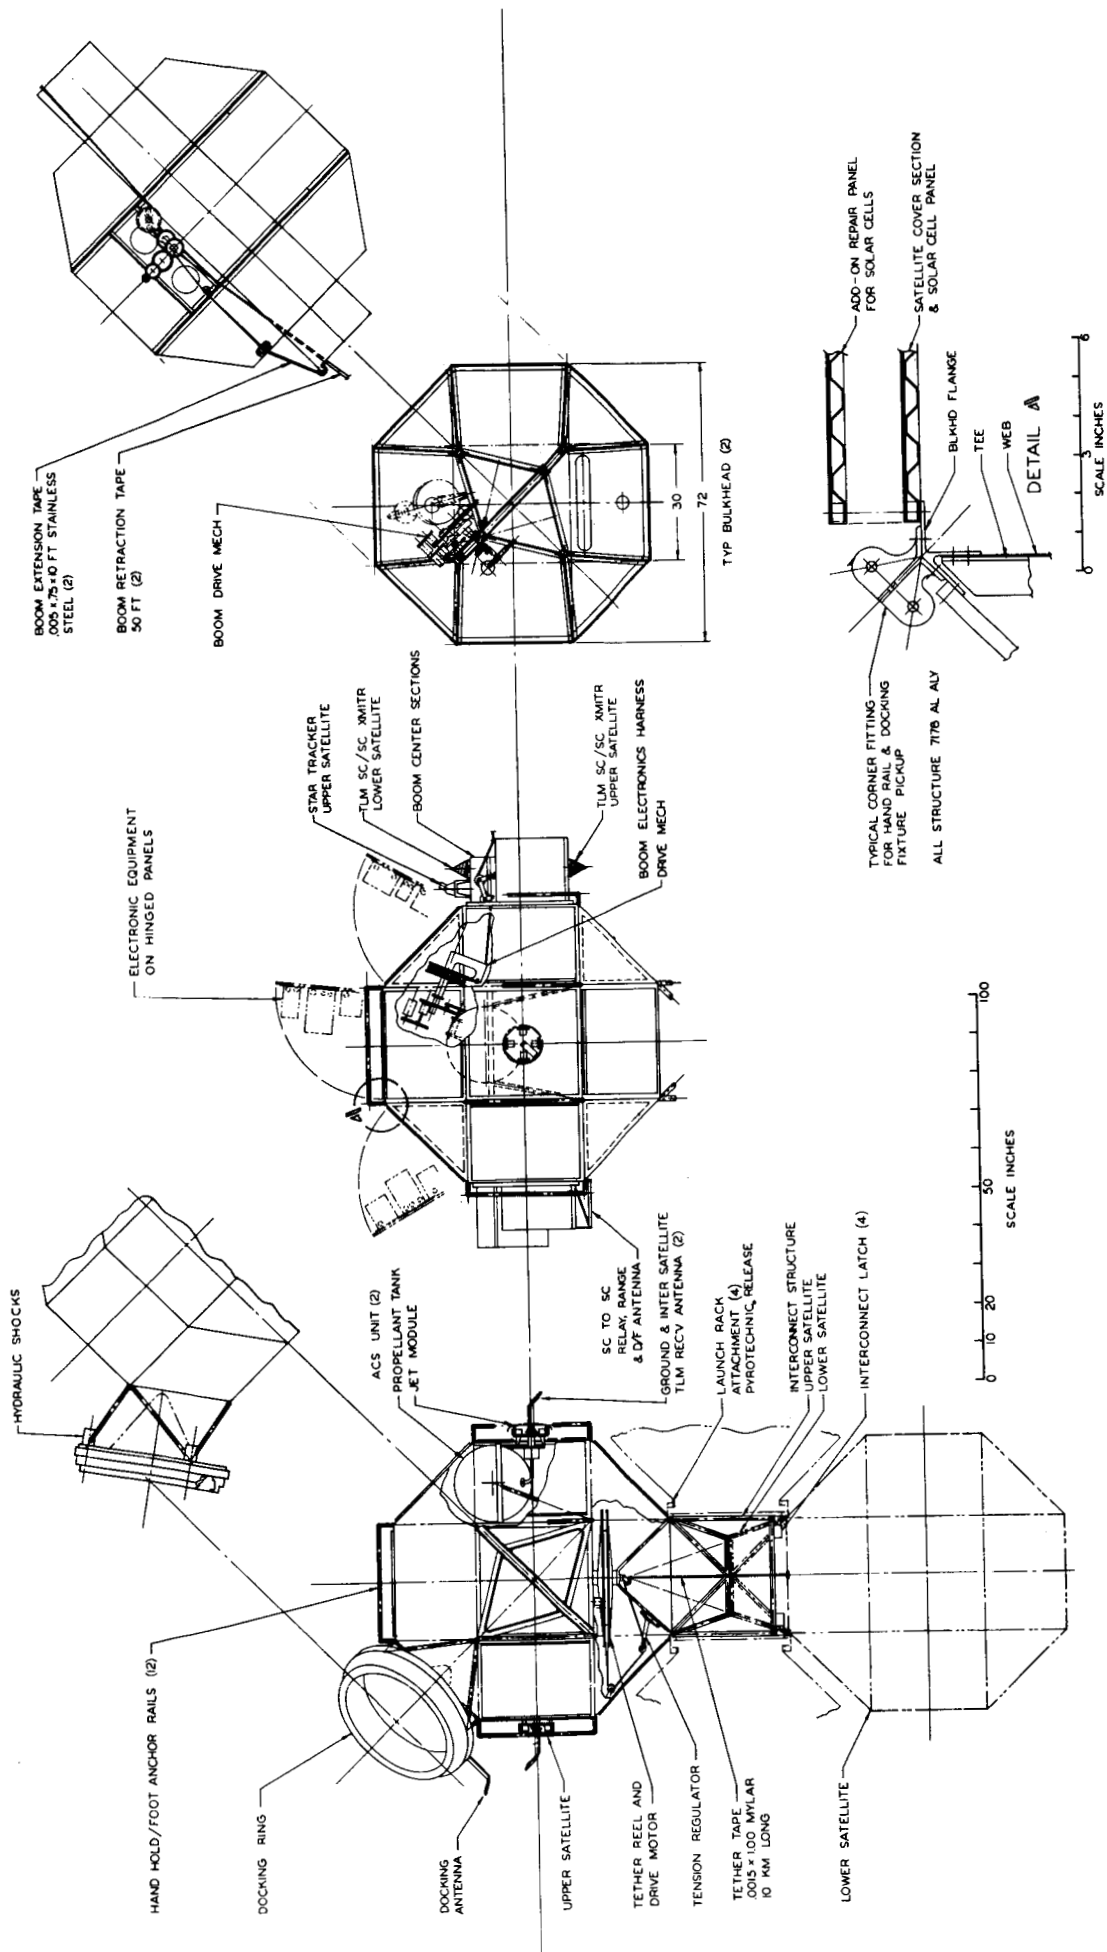 HYDRAULIC SHOCKS
HAND HOLD/FOOT ANCHOR RAILS (12)
DOCKING RING
DOCKING
ANTENNA
UPPER SATELLITE
TETHER REEL AND
DRIVE MOTOR
TENSION REGULATOR
TETHER TAPE
.0015 x 1.00 MYLAR
10 KM LONG
LOWER SATELLITE
ACS UNIT (2)
PROPELLANT TANK
JET MODULE
SC TO SC
RELAY, RANGE
& D/F ANTENNA
GROUND & INTER SATELLITE
TLM REC'V ANTENNA (2)
LAUNCH RACK
ATTACHMENT (4)
PYROTECHNIC RELEASE
INTERCONNECT STRUCTURE
UPPER SATELLITE
LOWER SATELLITE
INTERCONNECT LATCH (4)
0 10 20 50 100
SCALE INCHES
ELECTRONIC EQUIPMENT
ON HINGED PANELS
A
STAR TRACKER
UPPER SATELLITE
TLM SC/SC XMITR
LOWER SATELLITE
BOOM CENTER SECTIONS
TLM SC/SC XMITR
UPPER SATELLITE
BOOM ELECTRONICS HARNESS
DRIVE MECH
BOOM EXTENSION TAPE
.005 x .75 x 10 FT STAINLESS
STEEL (2)
BOOM RETRACTION TAPE
50 FT (2)
BOOM DRIVE MECH
30
72
TYP BULKHEAD (2)
TYPICAL CORNER FITTING
FOR HAND RAIL & DOCKING
FIXTURE PICKUP
ALL STRUCTURE 7178 AL ALY
ADD-ON REPAIR PANEL
FOR SOLAR CELLS
SATELLITE COVER SECTION
& SOLAR CELL PANEL
BLKHD FLANGE
TEE
WEB
DETAIL A
0 3 6
SCALE INCHES